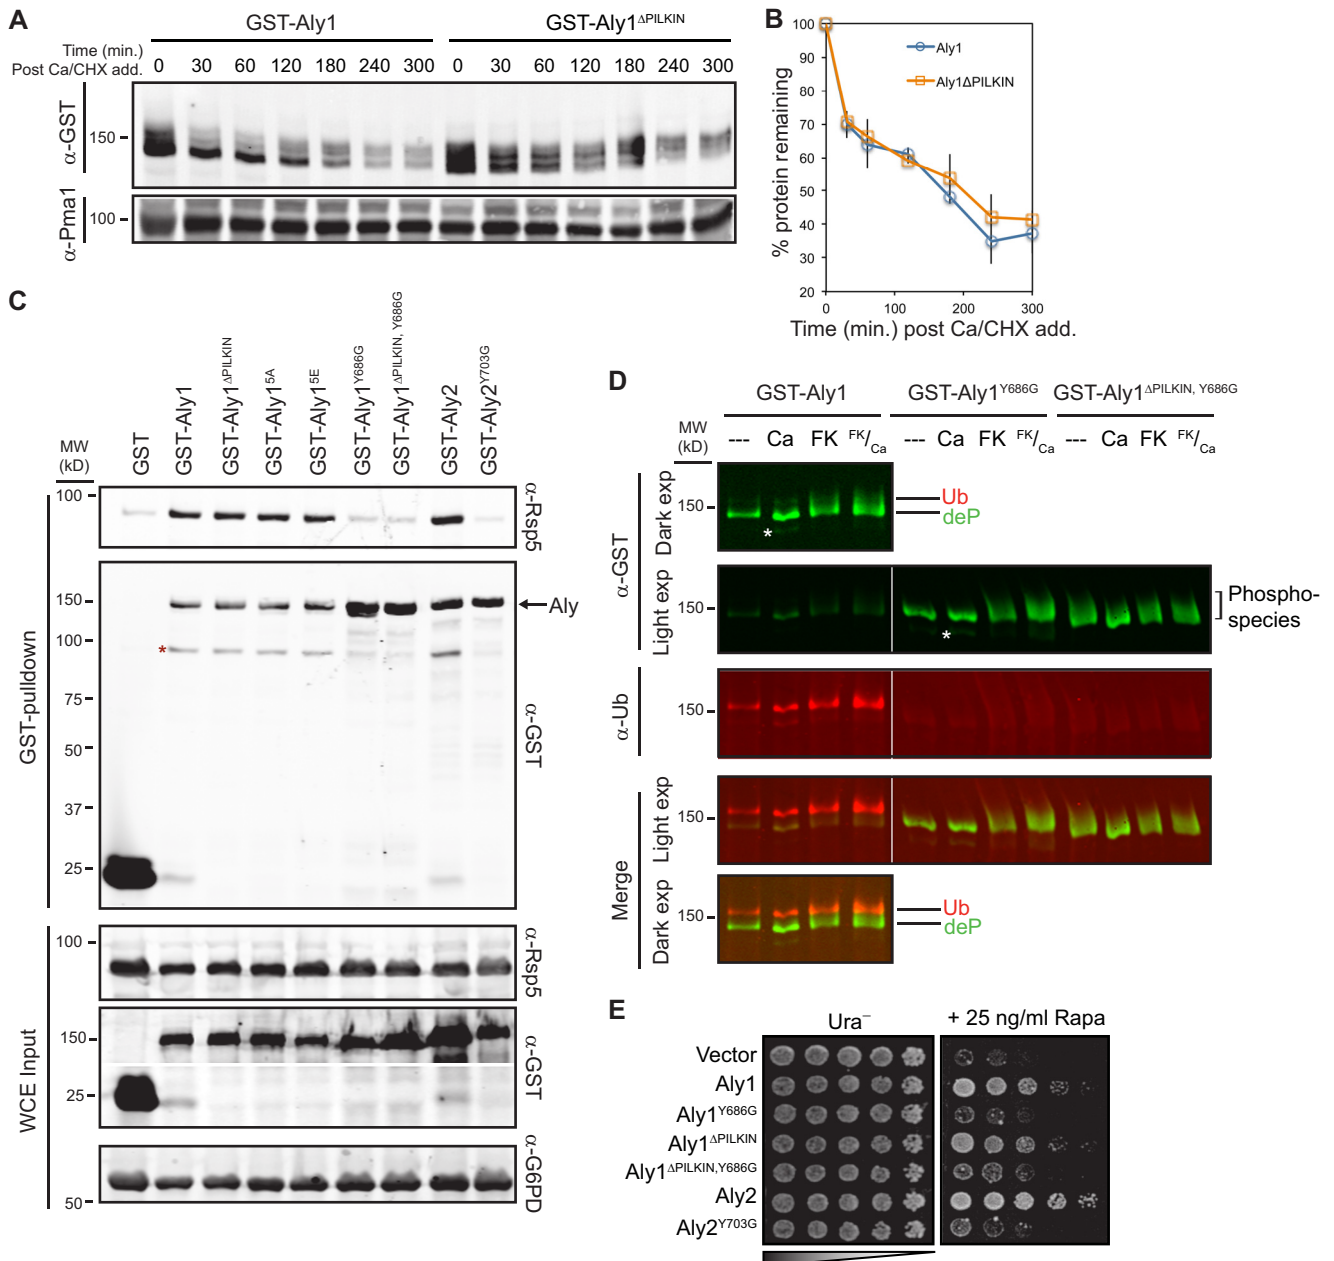 A
GST-Aly1
GST-Aly1ΔPILKIN
Time (min.)
Post Ca/CHX add.
0 30 60 120 180 240 300 0 30 60 120 180 240 300
α-GST
150
α-Pma1
100
B
% protein remaining
100
90
80
70
60
50
40
30
20
Aly1
Aly1ΔPILKIN
0 100 200 300
Time (min.) post Ca/CHX add.
C
MW
(kD)
GST
GST-Aly1
GST-Aly1ΔPILKIN
GST-Aly15A
GST-Aly15E
GST-Aly1Y686G
GST-Aly1ΔPILKIN, Y686G
GST-Aly2
GST-Aly2Y703G
GST-pulldown
100
α-Rsp5
150
Aly
100
*
75
50
37
25
α-GST
WCE Input
100
α-Rsp5
150
25
α-GST
50
α-G6PD
D
GST-Aly1
GST-Aly1Y686G
GST-Aly1ΔPILKIN, Y686G
MW
(kD)
--- Ca FK FK/Ca --- Ca FK FK/Ca --- Ca FK FK/Ca
α-GST
Dark exp
150
*
Ub
deP
Light exp
150
*
Phospho-
species
α-Ub
150
Merge
Light exp
150
Dark exp
150
Ub
deP
E
Ura–
+ 25 ng/ml Rapa
Vector
Aly1
Aly1Y686G
Aly1ΔPILKIN
Aly1ΔPILKIN,Y686G
Aly2
Aly2Y703G